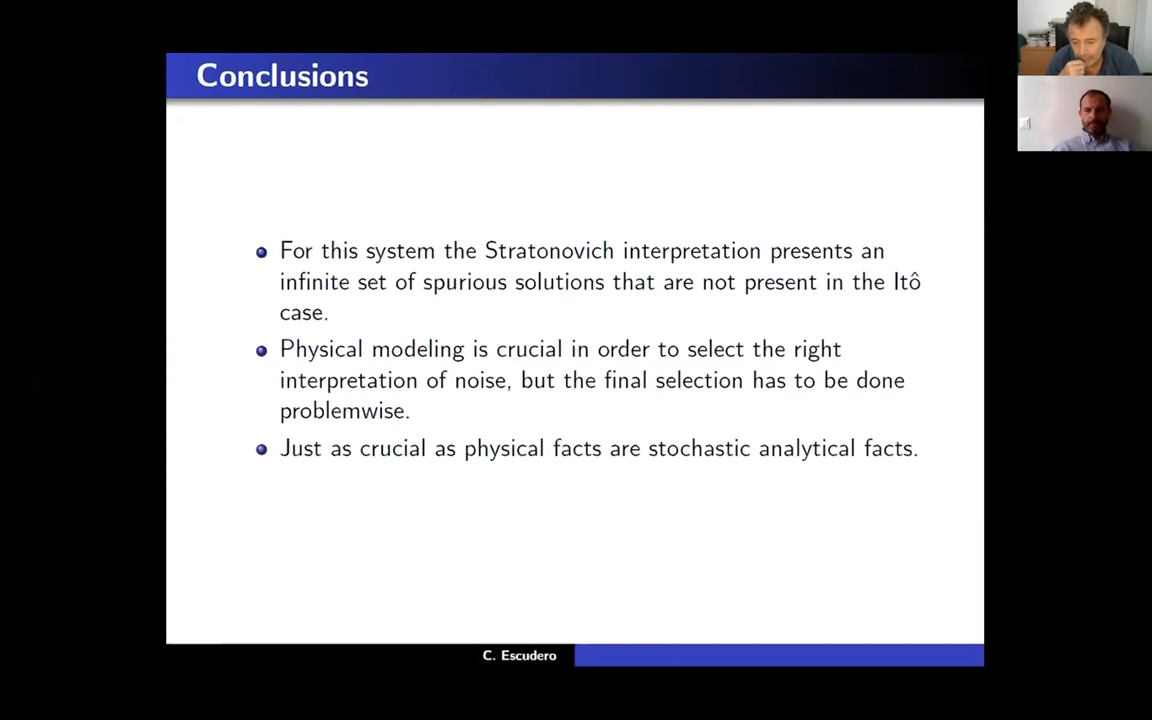 Conclusions
For this system the Stratonovich interpretation presents an
infinite set of spurious solutions that are not present in the Itô
case.
Physical modeling is crucial in order to select the right
interpretation of noise, but the final selection has to be done
problemwise.
Just as crucial as physical facts are stochastic analytical facts.
C. Escudero